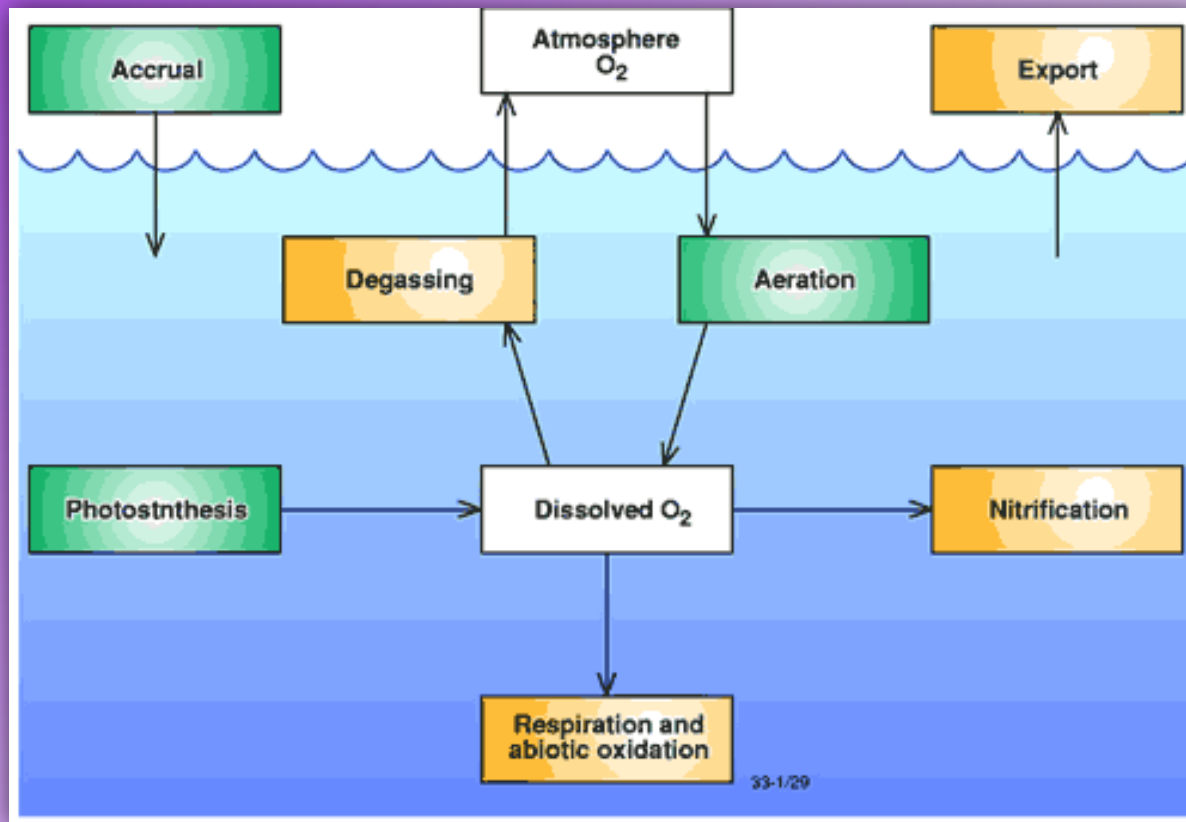 Accrual
Atmosphere
O₂
Export
Degassing
Aeration
Photostnthesis
Dissolved O₂
Nitrification
Respiration and
abiotic oxidation
33-1/29